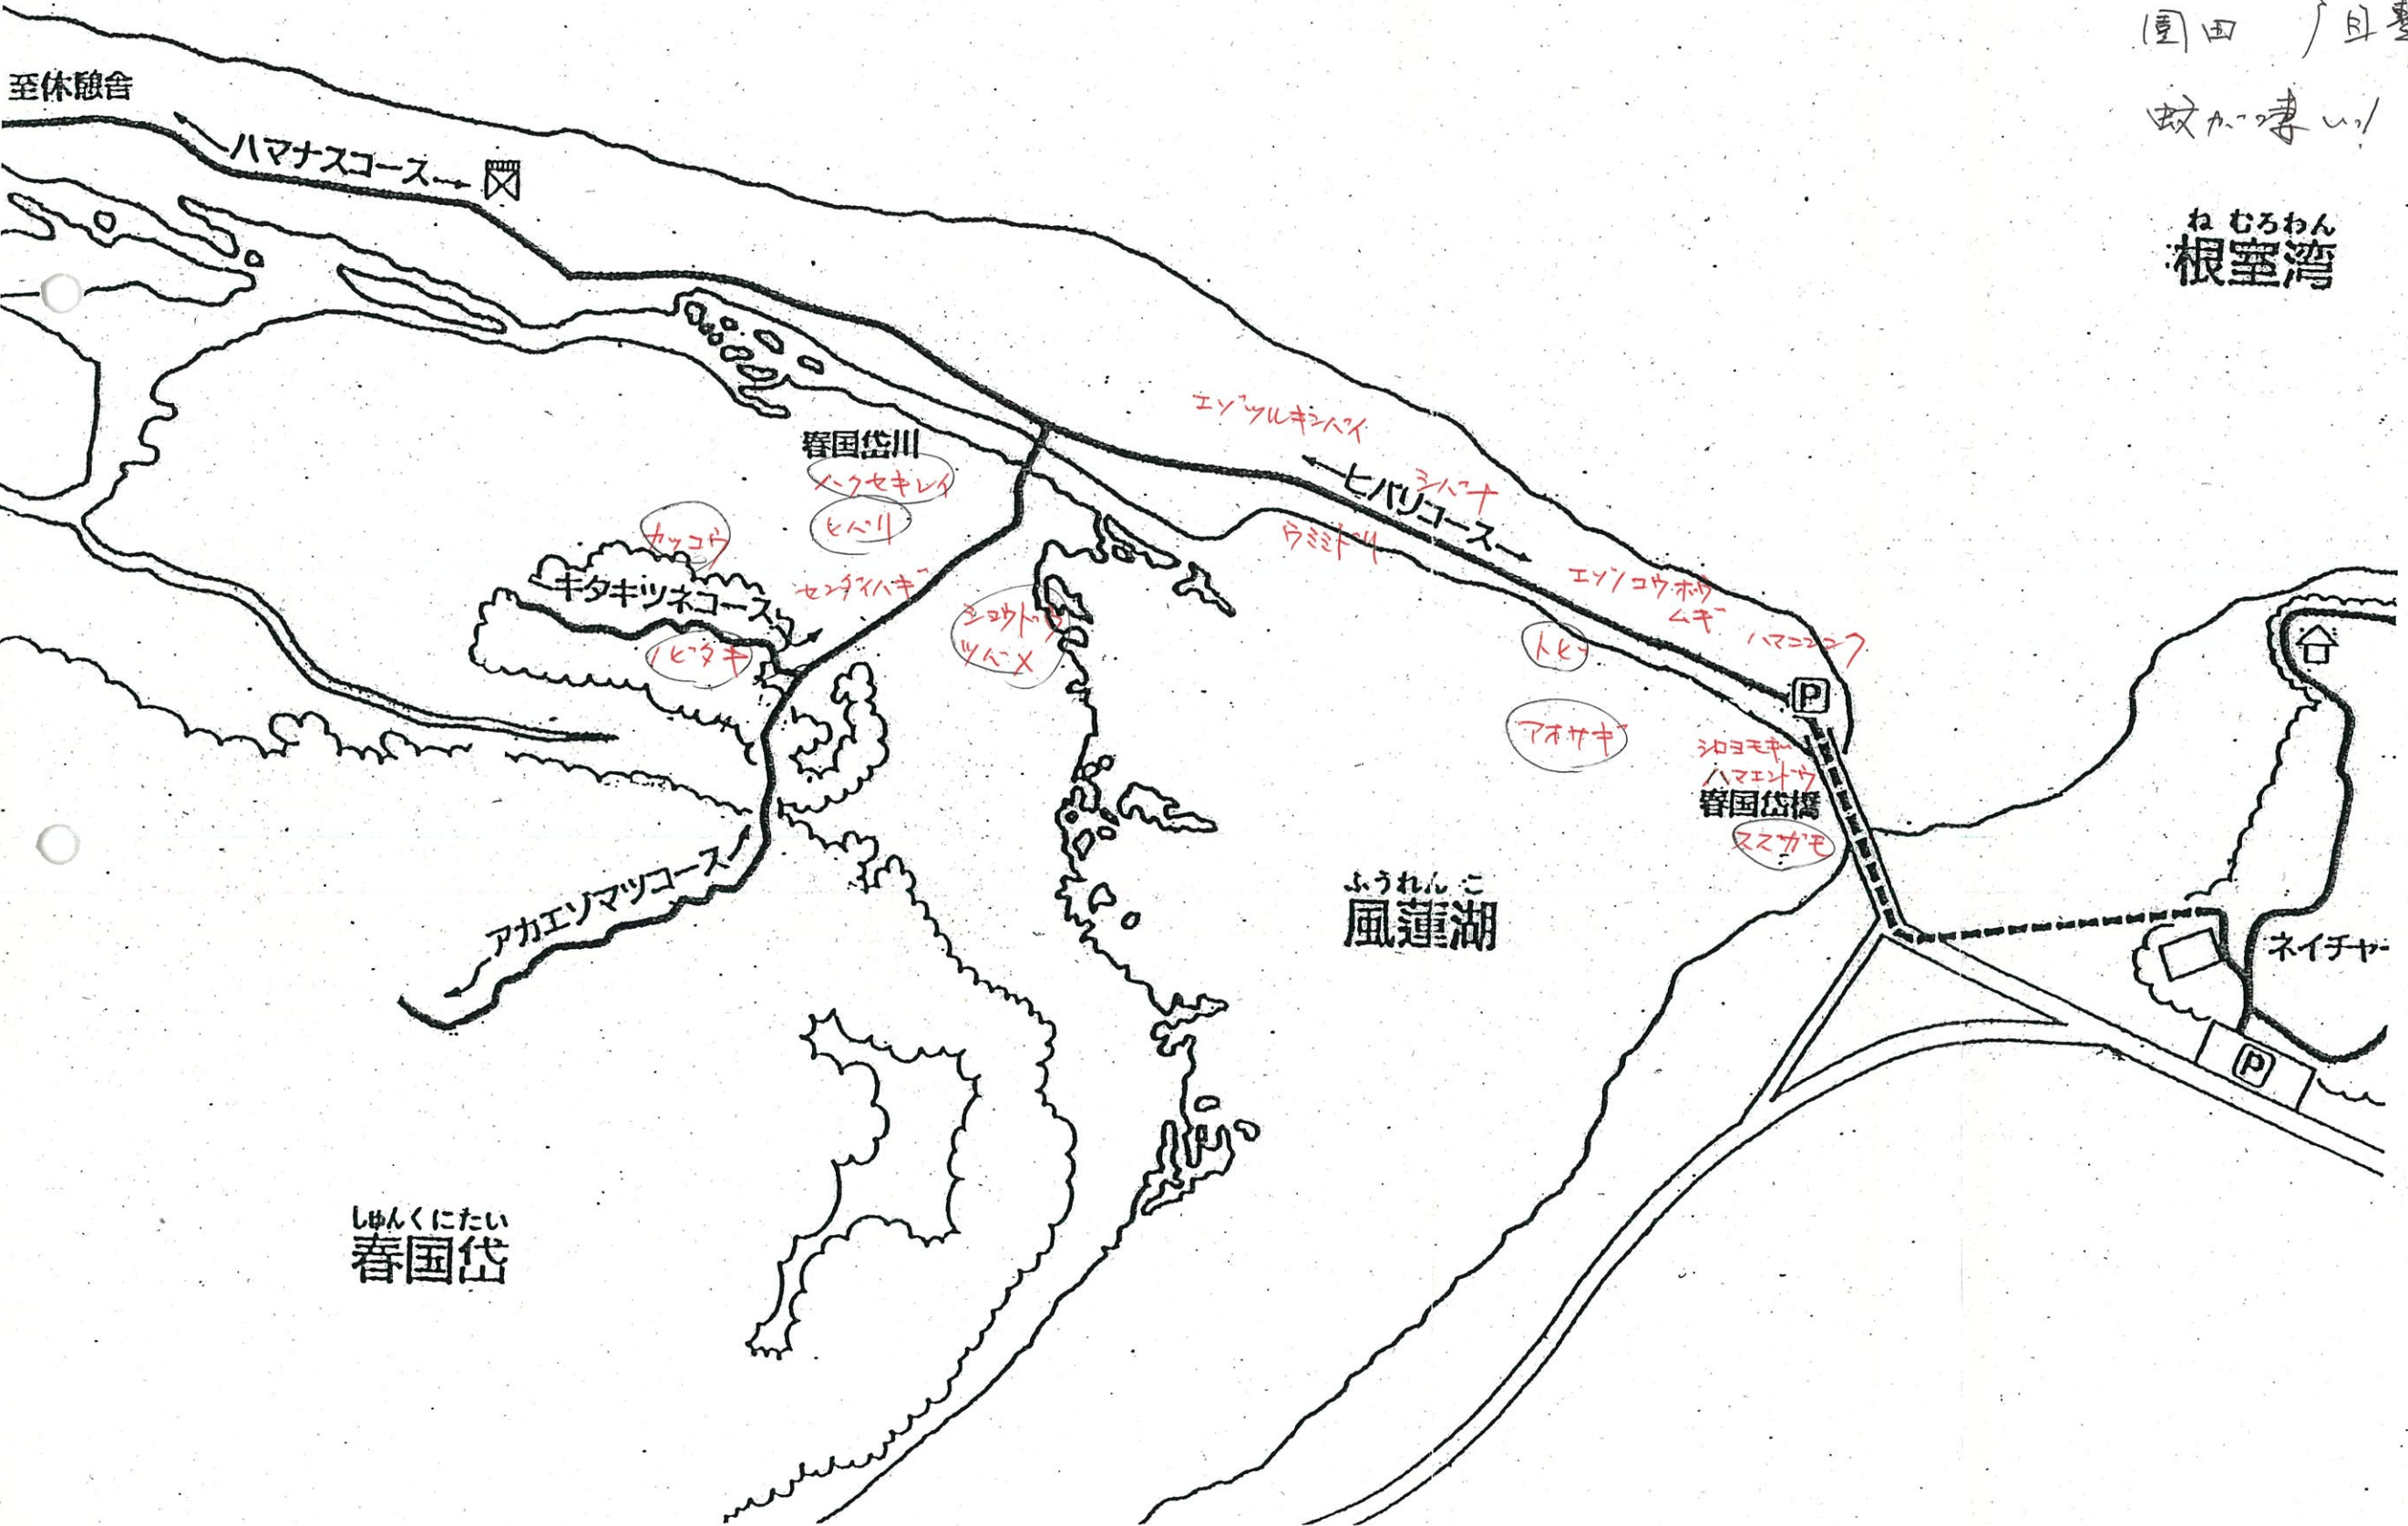 園田
蚊が凄いっ!
至休憩舎
ハマナスコース
ねむろわん
根室湾
エゾツルキンバイ
春国岱川
ハクセキレイ
ヒバリ
シバナ
ヒバリコース
ウミミドリ
カッコウ
キタキツネコース
センダイハギ
ノビタキ
ショウドウ
ツバメ
エゾノコウボウ
ムギ
ハマニンニク
トビ
P
アオサギ
シロヨモギ
ハマエンドウ
春国岱橋
スズガモ
アカエゾマツコース
ふうれんこ
風蓮湖
ネイチャー
P
しゅんくにたい
春国岱